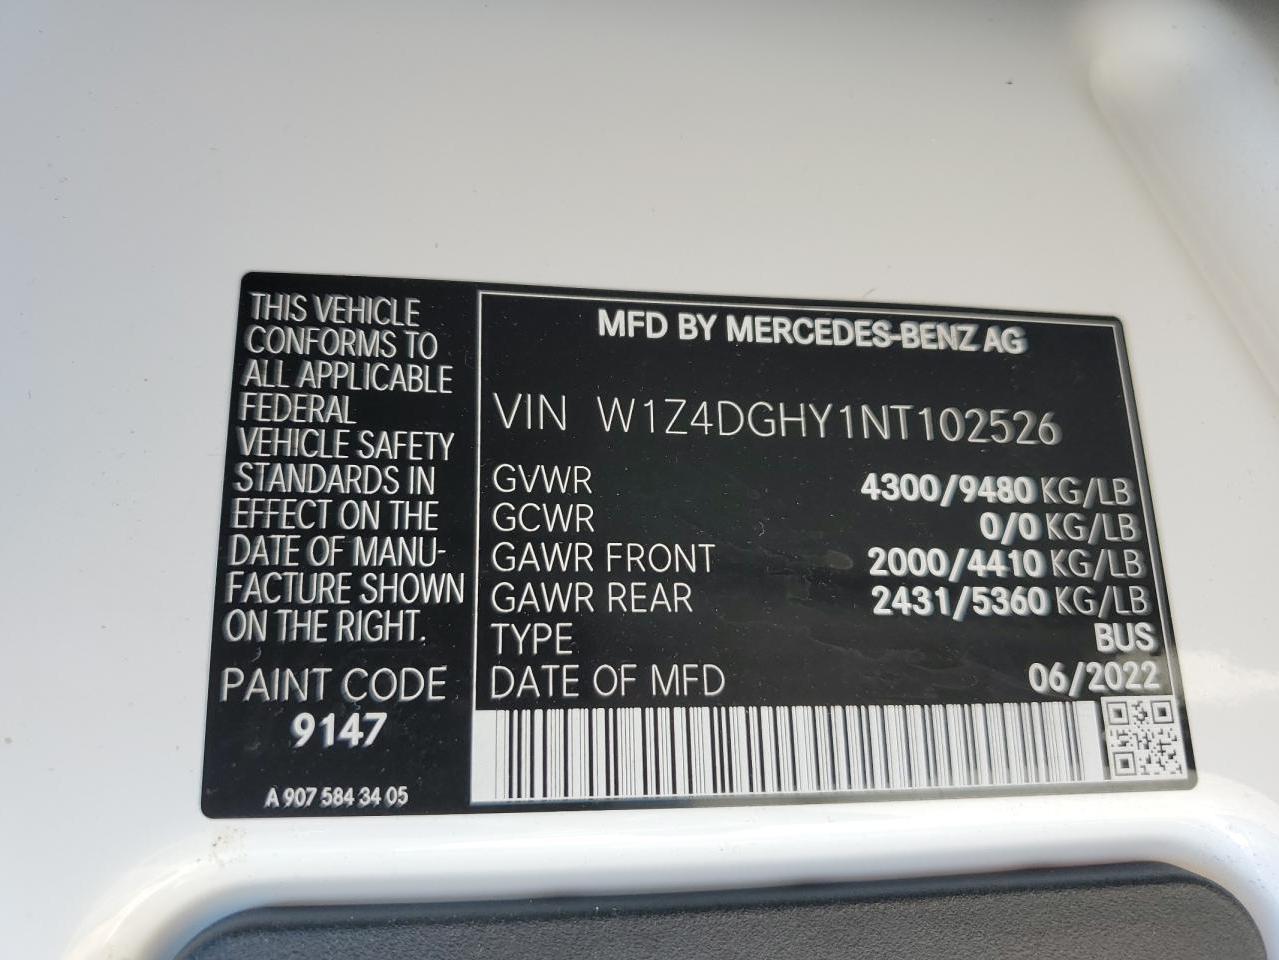 THIS VEHICLE
CONFORMS TO
ALL APPLICABLE
FEDERAL
VEHICLE SAFETY
STANDARDS IN
EFFECT ON THE
DATE OF MANU-
FACTURE SHOWN
ON THE RIGHT.
PAINT CODE
9147
A 907 584 34 05
MFD BY MERCEDES-BENZ AG
VIN W1Z4DGHY1NT102526
GVWR 4300/9480 KG/LB
GCWR 0/0 KG/LB
GAWR FRONT 2000/4410 KG/LB
GAWR REAR 2431/5360 KG/LB
TYPE BUS
DATE OF MFD 06/2022